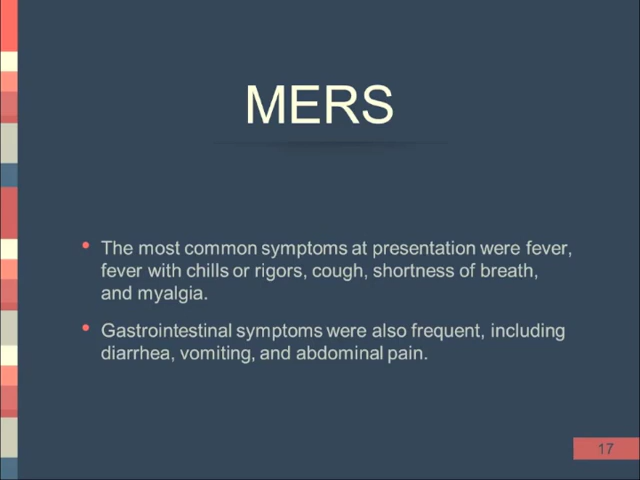 MERS
• The most common symptoms at presentation were fever,
fever with chills or rigors, cough, shortness of breath,
and myalgia.
• Gastrointestinal symptoms were also frequent, including
diarrhea, vomiting, and abdominal pain.
17